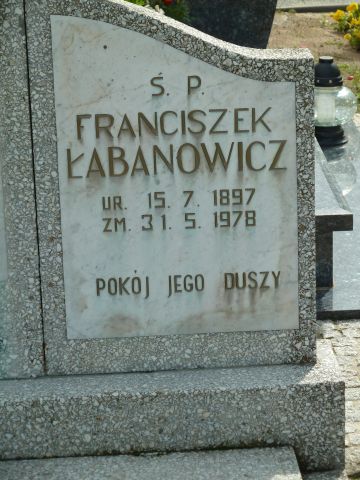 Ś. P.
FRANCISZEK
ŁABANOWICZ
UR. 15. 7. 1897
ZM. 31. 5. 1978
POKÓJ JEGO DUSZY